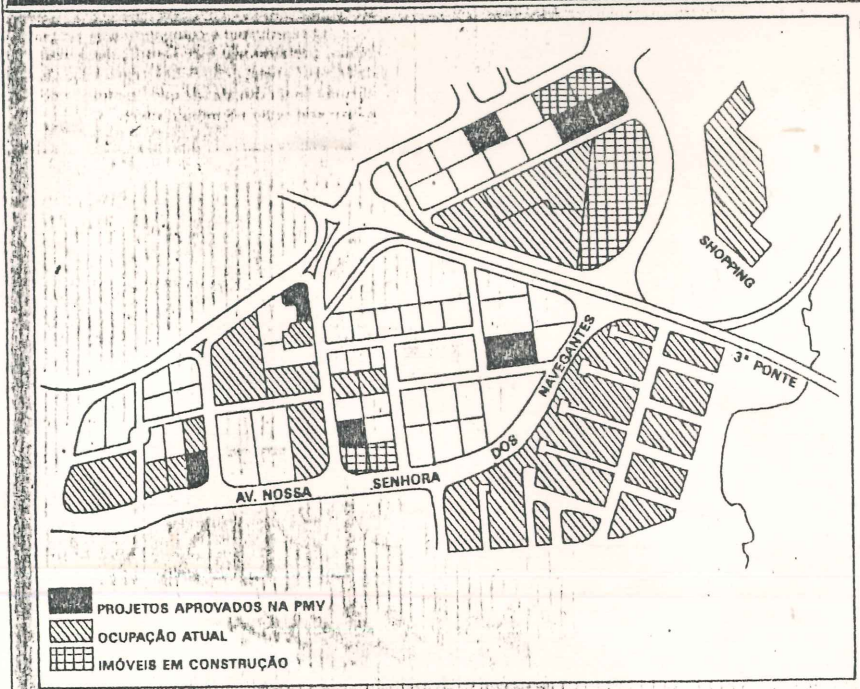 SHOPPING
3ª PONTE
AV. NOSSA SENHORA DOS NAVEGANTES
PROJETOS APROVADOS NA PMV
OCUPAÇÃO ATUAL
IMÓVEIS EM CONSTRUÇÃO